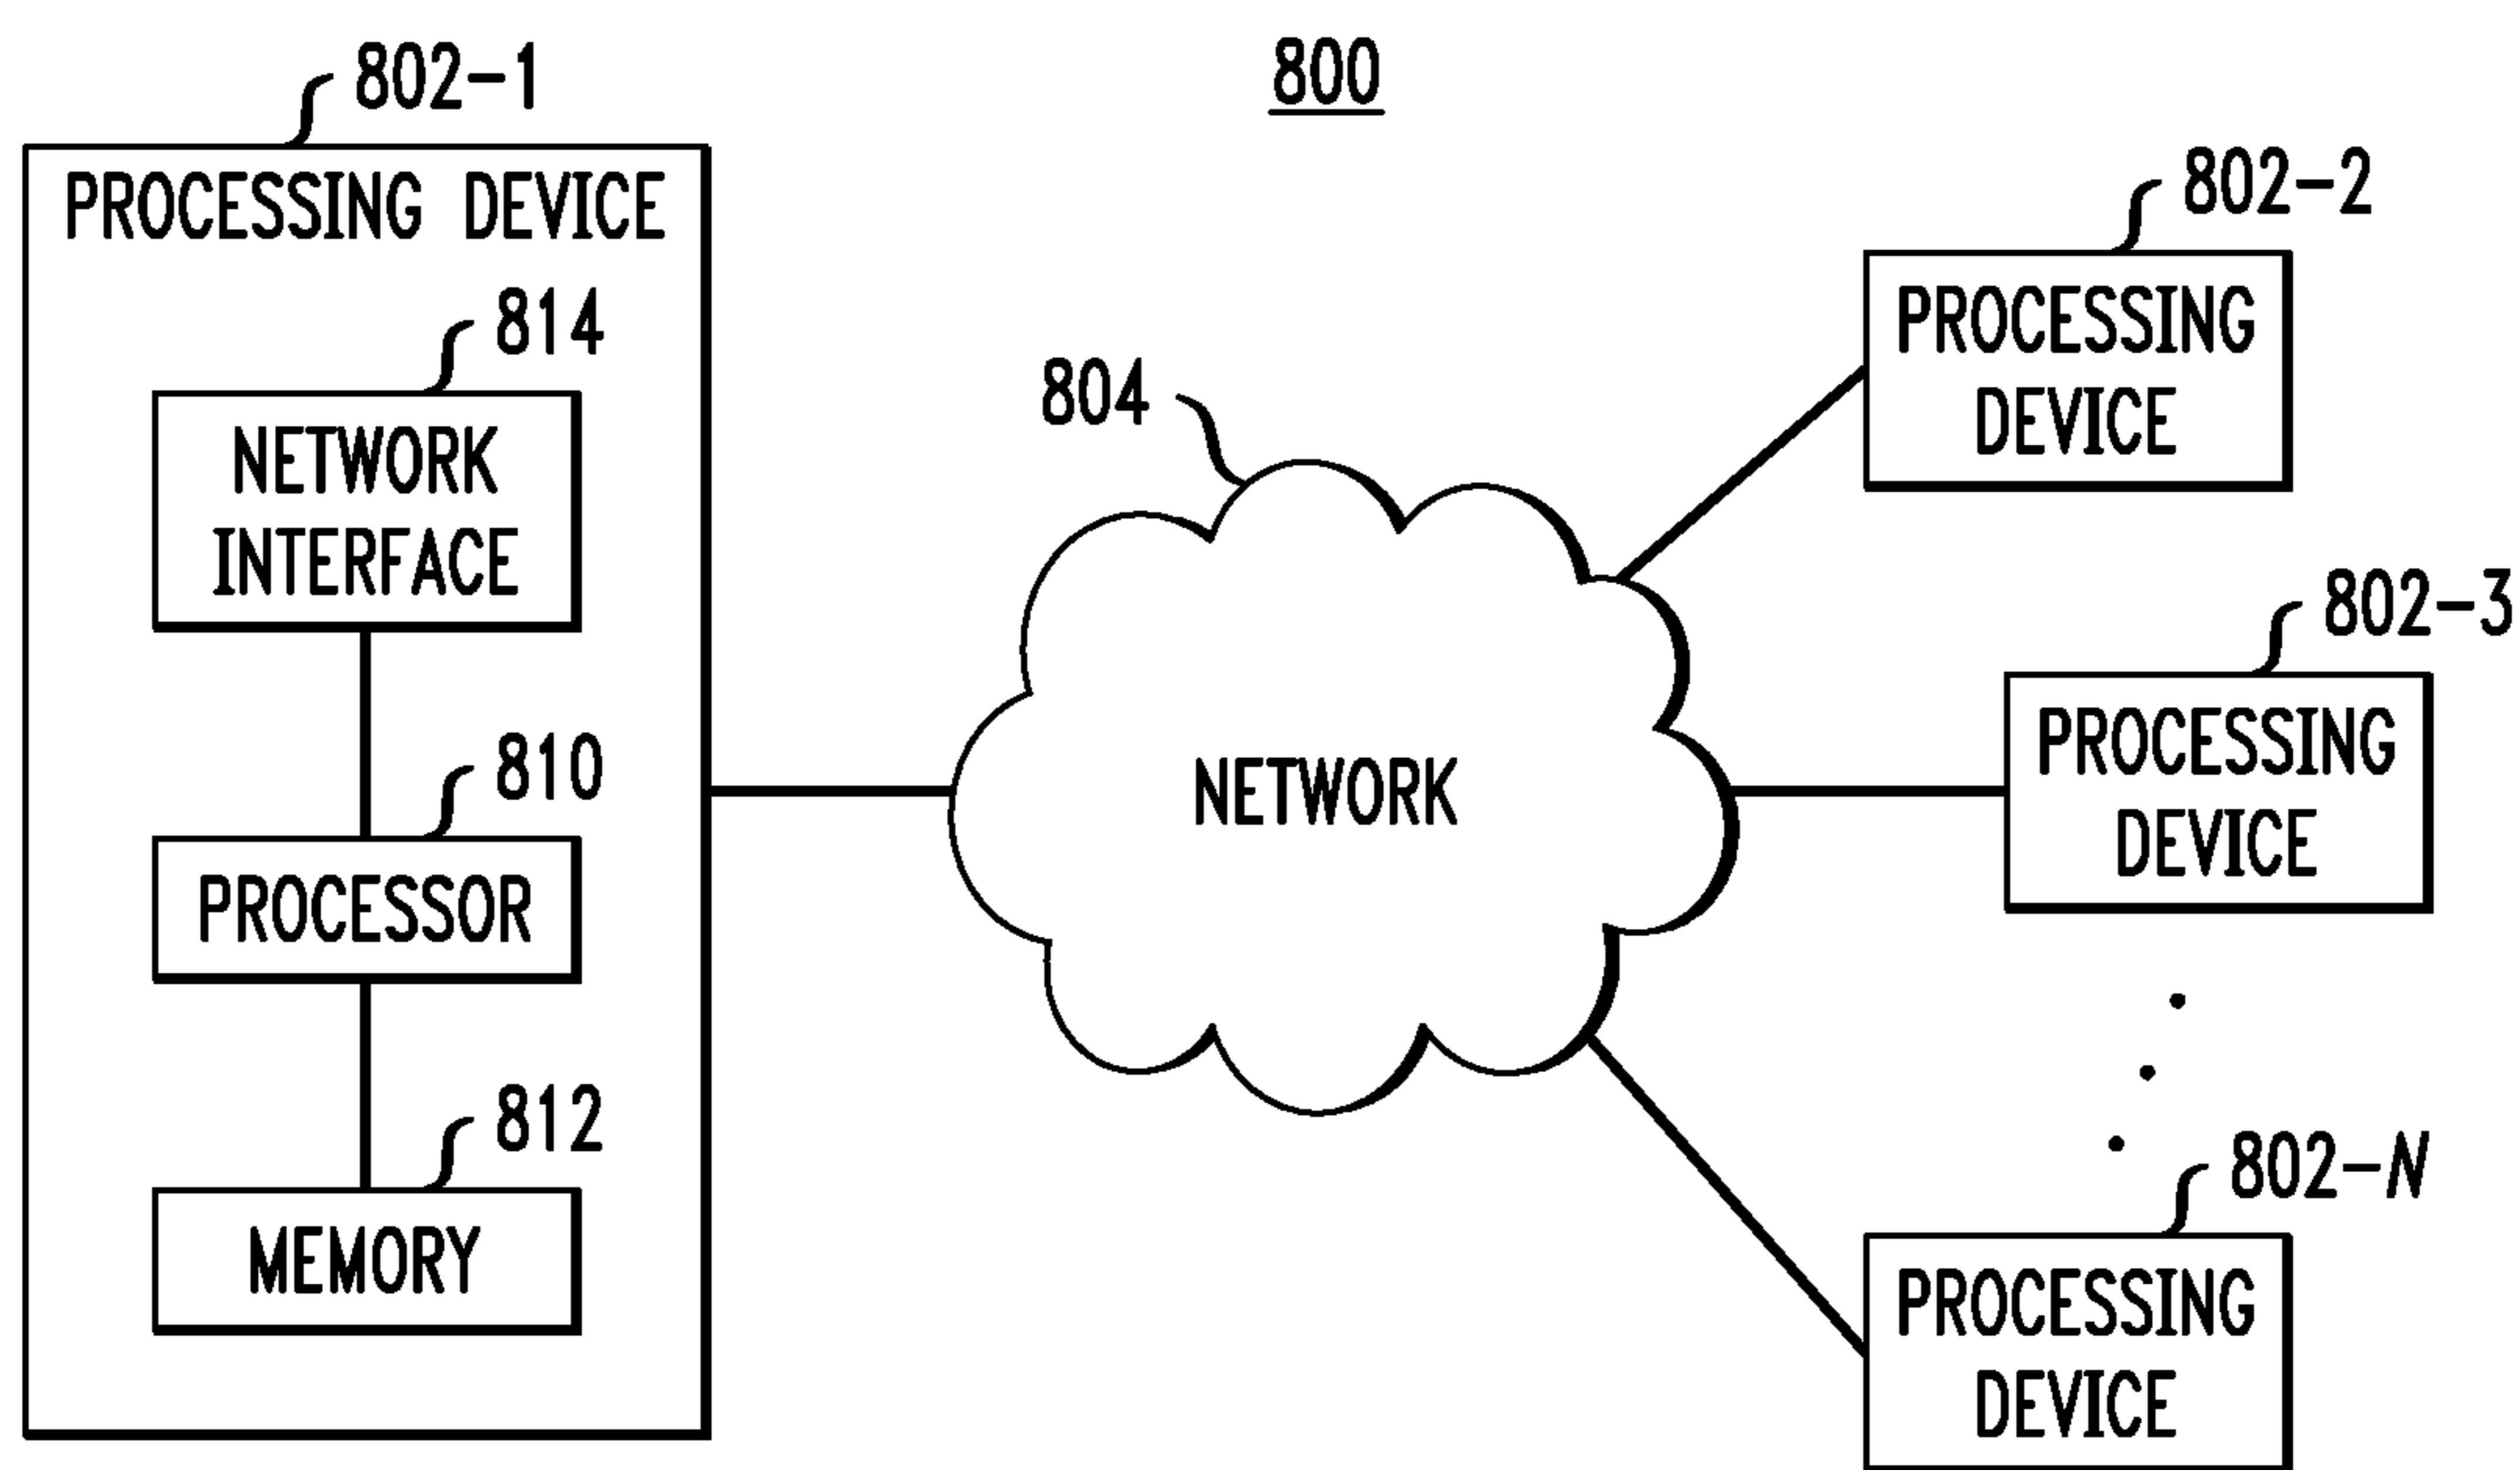 800
802-1
PROCESSING DEVICE
814
NETWORK
INTERFACE
810
PROCESSOR
812
MEMORY
804
NETWORK
802-2
PROCESSING
DEVICE
802-3
PROCESSING
DEVICE
802-N
PROCESSING
DEVICE